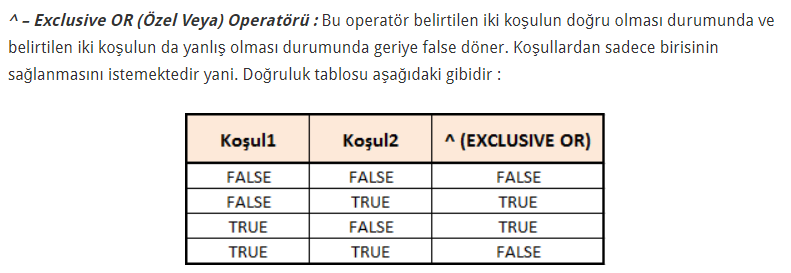 ^ – Exclusive OR (Özel Veya) Operatörü : Bu operatör belirtilen iki koşulun doğru olması durumunda ve
belirtilen iki koşulun da yanlış olması durumunda geriye false döner. Koşullardan sadece birisinin
sağlanmasını istemektedir yani. Doğruluk tablosu aşağıdaki gibidir :
Koşul1 Koşul2 ^ (EXCLUSIVE OR)
FALSE FALSE FALSE
FALSE TRUE TRUE
TRUE FALSE TRUE
TRUE TRUE FALSE